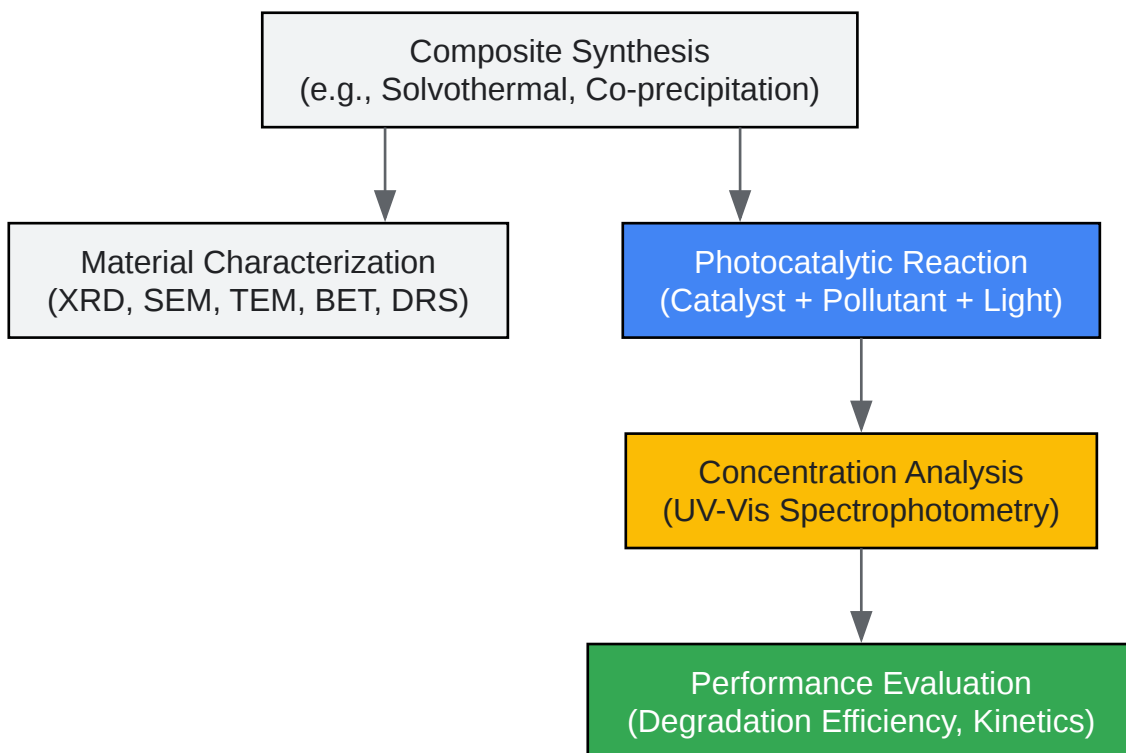 Composite Synthesis
(e.g., Solvothermal, Co-precipitation)
Material Characterization
(XRD, SEM, TEM, BET, DRS)
Photocatalytic Reaction
(Catalyst + Pollutant + Light)
Concentration Analysis
(UV-Vis Spectrophotometry)
Performance Evaluation
(Degradation Efficiency, Kinetics)